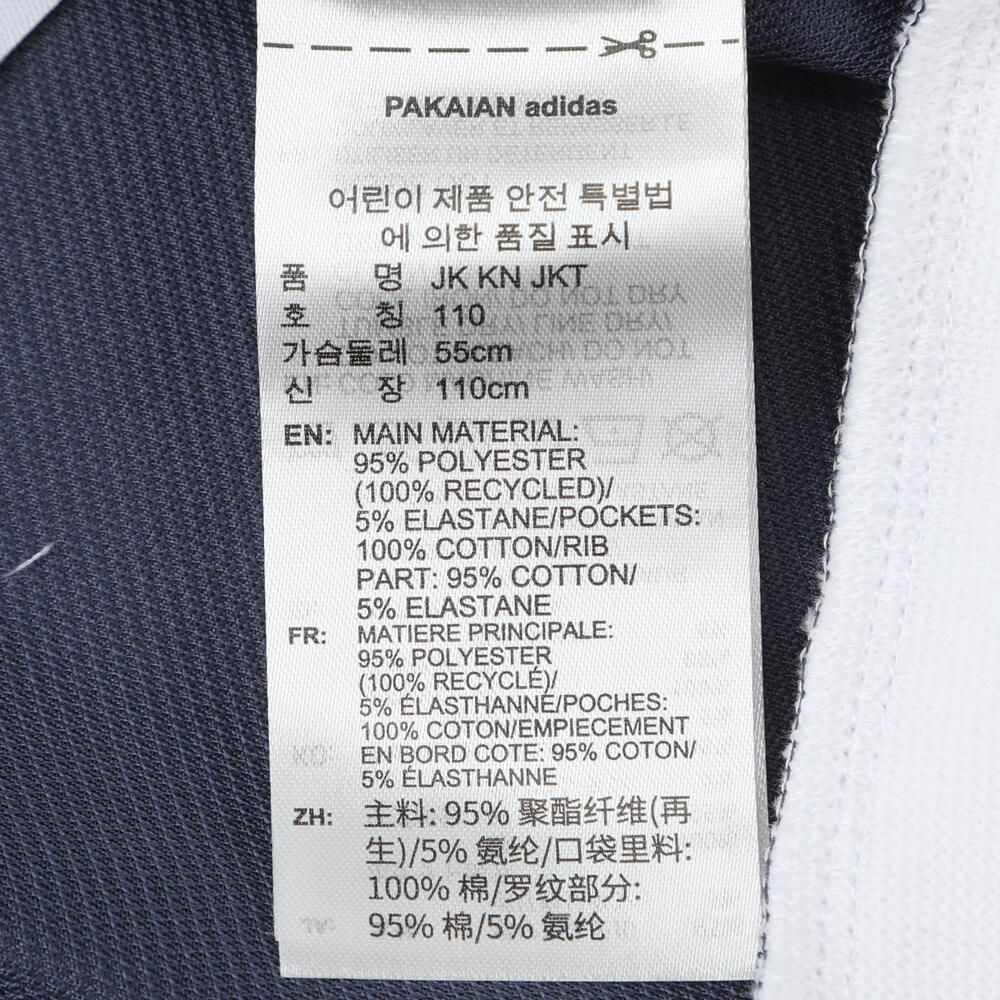 PAKAIAN adidas
어린이 제품 안전 특별법
에 의한 품질 표시
품 명 JK KN JKT
호 칭 110
가슴둘레 55cm
신 장 110cm
EN: MAIN MATERIAL:
95% POLYESTER
(100% RECYCLED)/
5% ELASTANE/POCKETS:
100% COTTON/RIB
PART: 95% COTTON/
5% ELASTANE
FR: MATIERE PRINCIPALE:
95% POLYESTER
(100% RECYCLÉ)/
5% ÉLASTHANNE/POCHES:
100% COTON/EMPIECEMENT
EN BORD COTE: 95% COTON/
5% ÉLASTHANNE
ZH: 主料: 95% 聚酯纤维(再
生)/5% 氨纶/口袋里料:
100% 棉/罗纹部分:
95% 棉/5% 氨纶